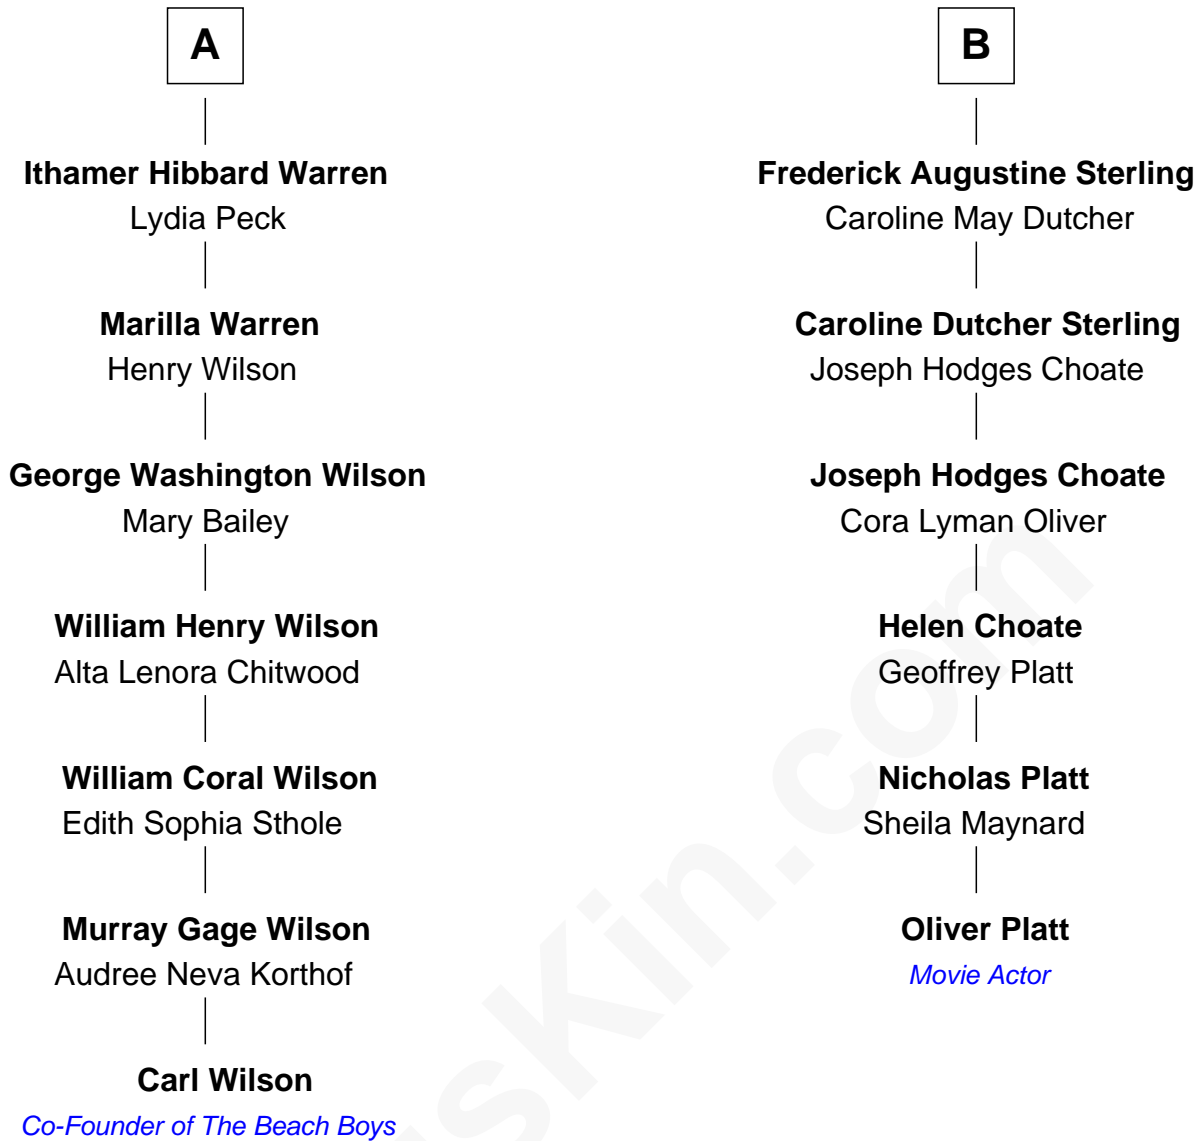 A
Ithamer Hibbard Warren
Lydia Peck
Marilla Warren
Henry Wilson
George Washington Wilson
Mary Bailey
William Henry Wilson
Alta Lenora Chitwood
William Coral Wilson
Edith Sophia Sthole
Murray Gage Wilson
Audree Neva Korthof
Carl Wilson
Co-Founder of The Beach Boys
B
Frederick Augustine Sterling
Caroline May Dutcher
Caroline Dutcher Sterling
Joseph Hodges Choate
Joseph Hodges Choate
Cora Lyman Oliver
Helen Choate
Geoffrey Platt
Nicholas Platt
Sheila Maynard
Oliver Platt
Movie Actor
sKin.com